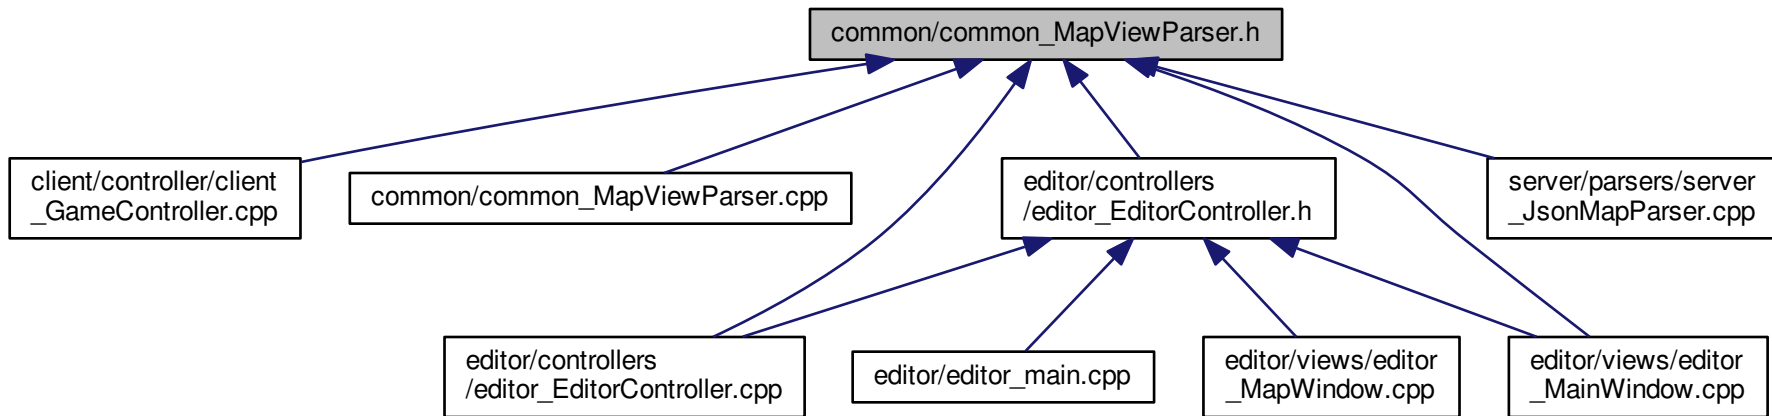 common/common_MapViewParser.h
client/controller/client
_GameController.cpp
common/common_MapViewParser.cpp
editor/controllers
/editor_EditorController.h
server/parsers/server
_JsonMapParser.cpp
editor/controllers
/editor_EditorController.cpp
editor/editor_main.cpp
editor/views/editor
_MapWindow.cpp
editor/views/editor
_MainWindow.cpp